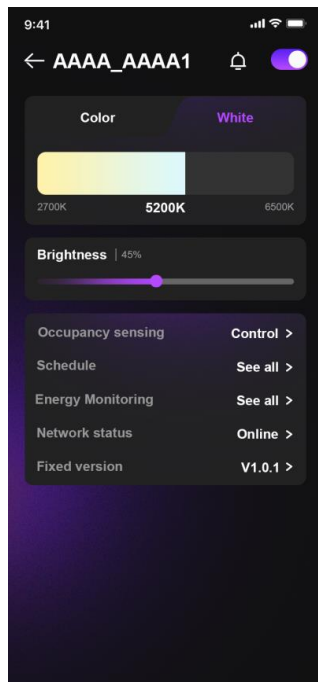 9:41
AAAA_AAAA1
Color White
2700K 5200K 6500K
Brightness | 45%
Occupancy sensing Control >
Schedule See all >
Energy Monitoring See all >
Network status Online >
Fixed version V1.0.1 >